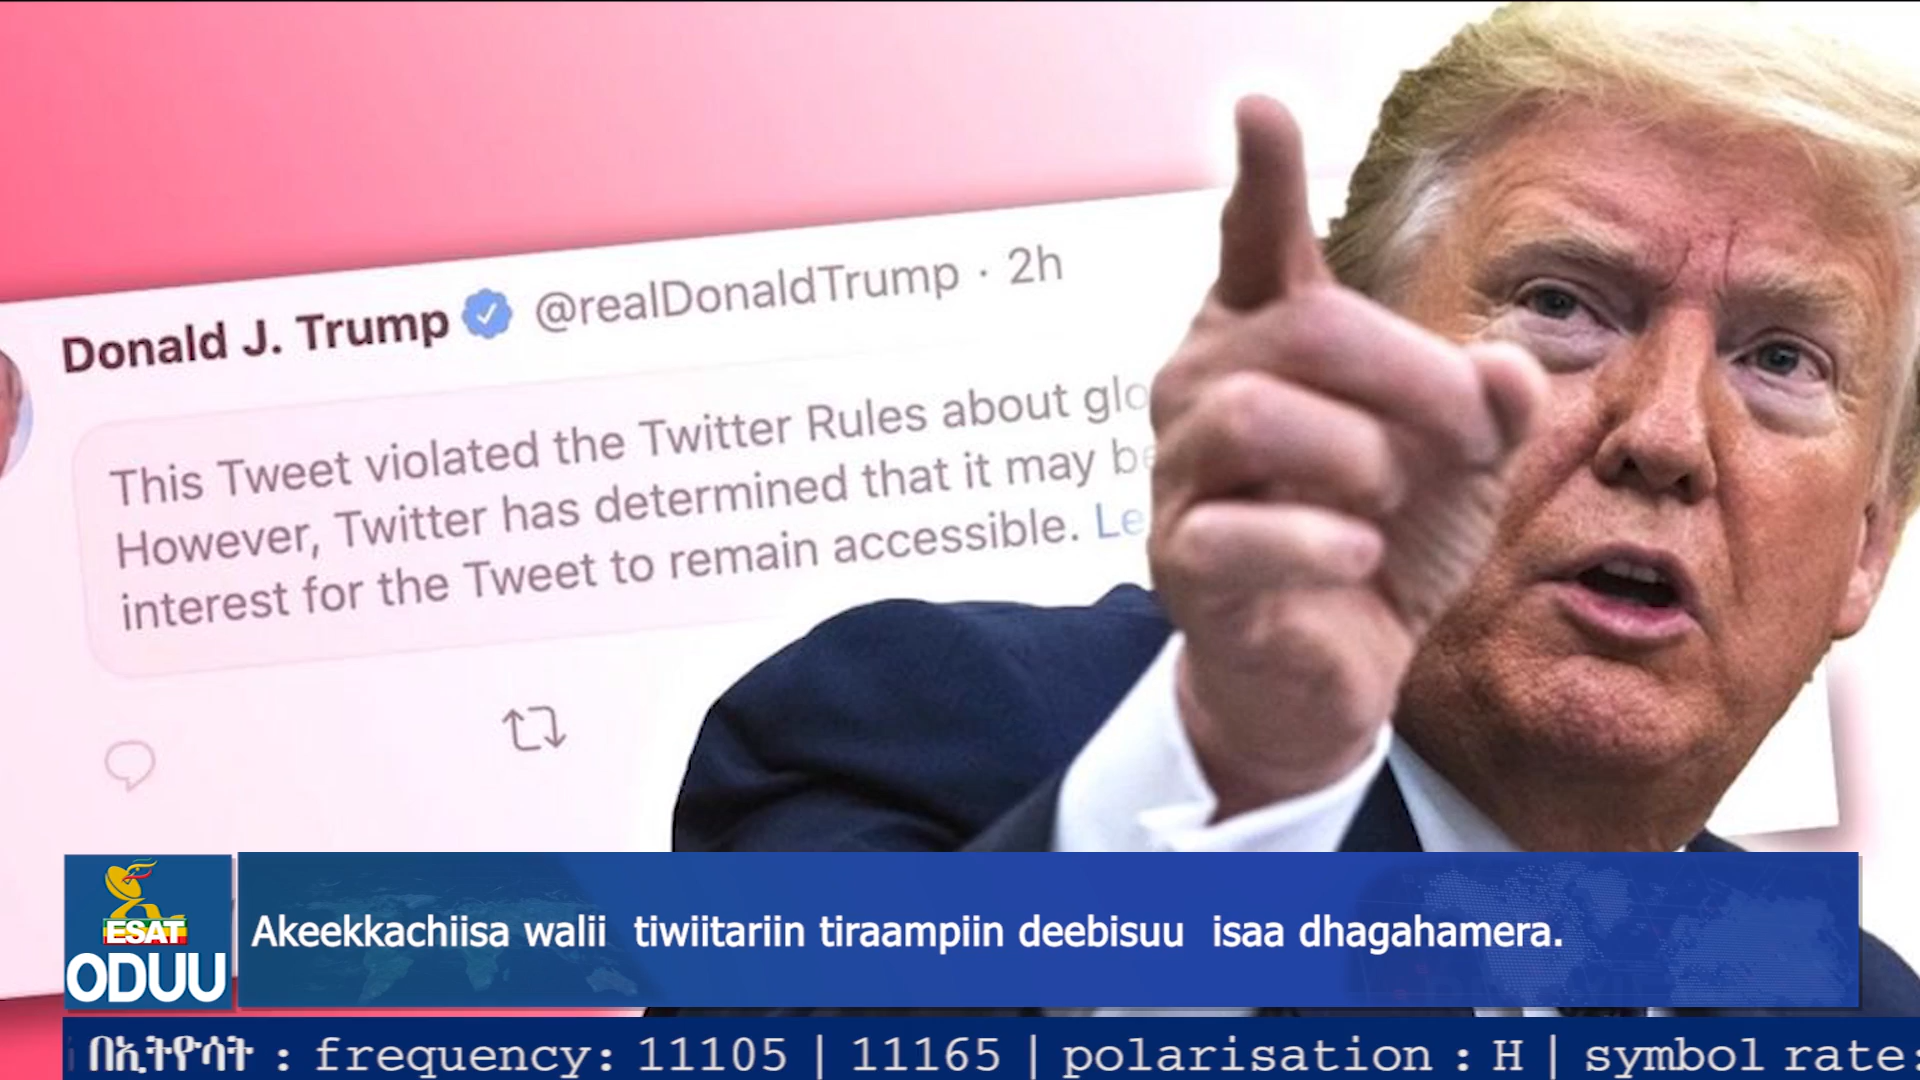 Donald J. Trump @realDonaldTrump · 2h
This Tweet violated the Twitter Rules about
However, Twitter has determined that it may
interest for the Tweet to remain accessible.
ESAT
ODUU
Akeekkachiisa walii tiwiitariin tiraampiin deebisuu isaa dhagahamera.
በኢትዮሳት : frequency: 11105 | 11165 | polarisation : H | symbol rate: